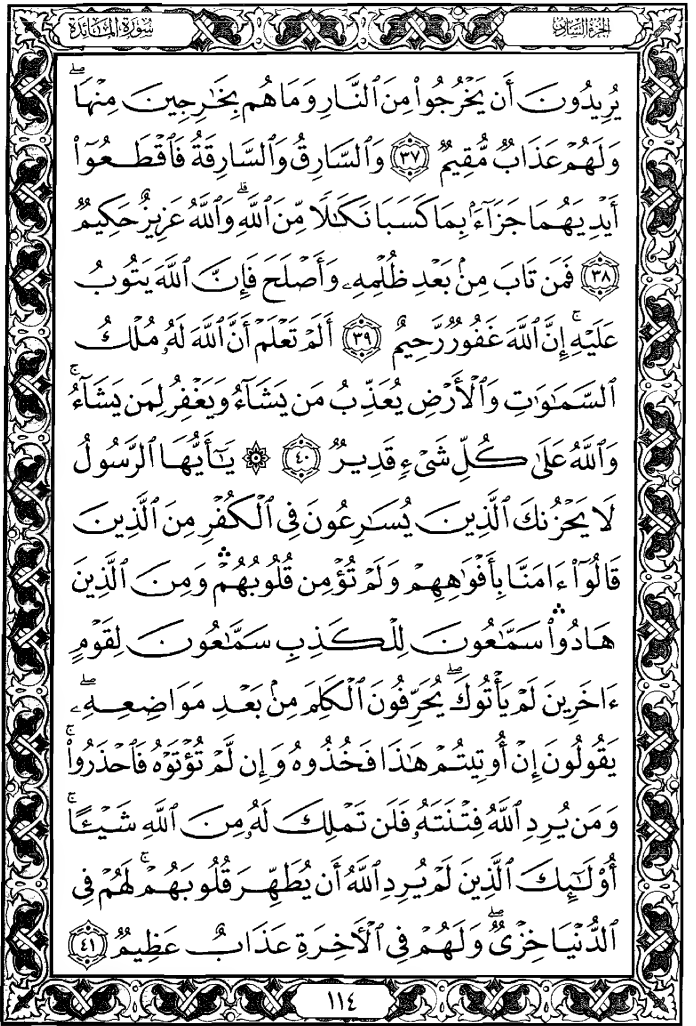 الجزء السادس
سورة المائدة
يُرِيدُونَ أَن يَخْرُجُوا۟ مِنَ ٱلنَّارِ وَمَا هُم بِخَٰرِجِينَ مِنْهَا ۖ
وَلَهُمْ عَذَابٌ مُّقِيمٌ ٣٧ وَٱلسَّارِقُ وَٱلسَّارِقَةُ فَٱقْطَعُوٓا۟
أَيْدِيَهُمَا جَزَآءًۢ بِمَا كَسَبَا نَكَٰلًا مِّنَ ٱللَّهِ ۗ وَٱللَّهُ عَزِيزٌ حَكِيمٌ
٣٨ فَمَن تَابَ مِنۢ بَعْدِ ظُلْمِهِۦ وَأَصْلَحَ فَإِنَّ ٱللَّهَ يَتُوبُ
عَلَيْهِ ۚ إِنَّ ٱللَّهَ غَفُورٌ رَّحِيمٌ ٣٩ أَلَمْ تَعْلَمْ أَنَّ ٱللَّهَ لَهُۥ مُلْكُ
ٱلسَّمَٰوَٰتِ وَٱلْأَرْضِ يُعَذِّبُ مَن يَشَآءُ وَيَغْفِرُ لِمَن يَشَآءُ ۗ
وَٱللَّهُ عَلَىٰ كُلِّ شَىْءٍ قَدِيرٌ ٤٠ ۞ يَٰٓأَيُّهَا ٱلرَّسُولُ
لَا يَحْزُنكَ ٱلَّذِينَ يُسَٰرِعُونَ فِى ٱلْكُفْرِ مِنَ ٱلَّذِينَ
قَالُوٓا۟ ءَامَنَّا بِأَفْوَٰهِهِمْ وَلَمْ تُؤْمِن قُلُوبُهُمْ ۛ وَمِنَ ٱلَّذِينَ
هَادُوا۟ ۛ سَمَّٰعُونَ لِلْكَذِبِ سَمَّٰعُونَ لِقَوْمٍ
ءَاخَرِينَ لَمْ يَأْتُوكَ ۖ يُحَرِّفُونَ ٱلْكَلِمَ مِنۢ بَعْدِ مَوَاضِعِهِۦ ۖ
يَقُولُونَ إِنْ أُوتِيتُمْ هَٰذَا فَخُذُوهُ وَإِن لَّمْ تُؤْتَوْهُ فَٱحْذَرُوا۟ ۚ
وَمَن يُرِدِ ٱللَّهُ فِتْنَتَهُۥ فَلَن تَمْلِكَ لَهُۥ مِنَ ٱللَّهِ شَيْـًٔا ۚ
أُو۟لَٰٓئِكَ ٱلَّذِينَ لَمْ يُرِدِ ٱللَّهُ أَن يُطَهِّرَ قُلُوبَهُمْ ۚ لَهُمْ فِى
ٱلدُّنْيَا خِزْىٌ ۖ وَلَهُمْ فِى ٱلْءَاخِرَةِ عَذَابٌ عَظِيمٌ ٤١
١١٤